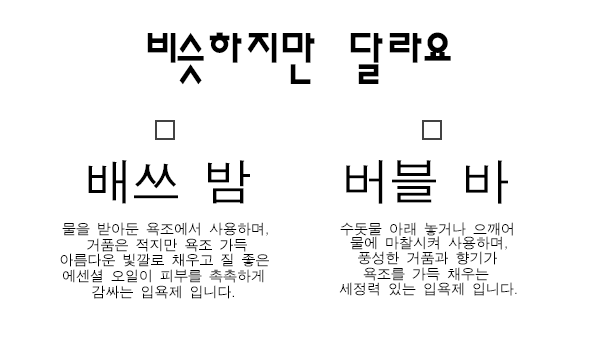 비슷하지만 달라요
□ □
배쓰 밤
물을 받아둔 욕조에서 사용하며,
거품은 적지만 욕조 가득
아름다운 빛깔로 채우고 질 좋은
에센셜 오일이 피부를 촉촉하게
감싸는 입욕제 입니다.
버블 바
수돗물 아래 놓거나 으깨어
물에 마찰시켜 사용하며,
풍성한 거품과 향기가
욕조를 가득 채우는
세정력 있는 입욕제 입니다.